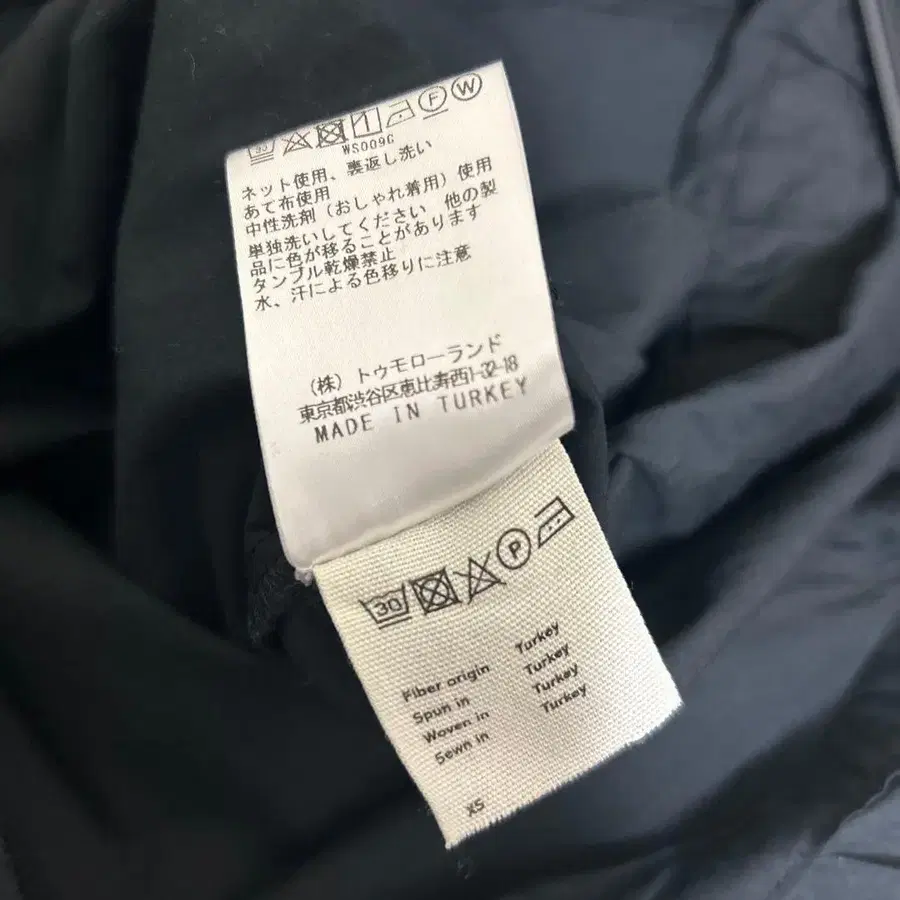 30 1 F W
WS009G
ネット使用、裏返し洗い
あて布使用
中性洗剤（おしゃれ着用）使用
単独洗いしてください 他の製
品に色が移ることがあります
タンブル乾燥禁止
水、汗による色移りに注意
（株）トゥモローランド
東京都渋谷区恵比寿西1-32-18
MADE IN TURKEY
30 P
Fiber origin Turkey
Spun in Turkey
Woven in Turkey
Sewn in Turkey
XS